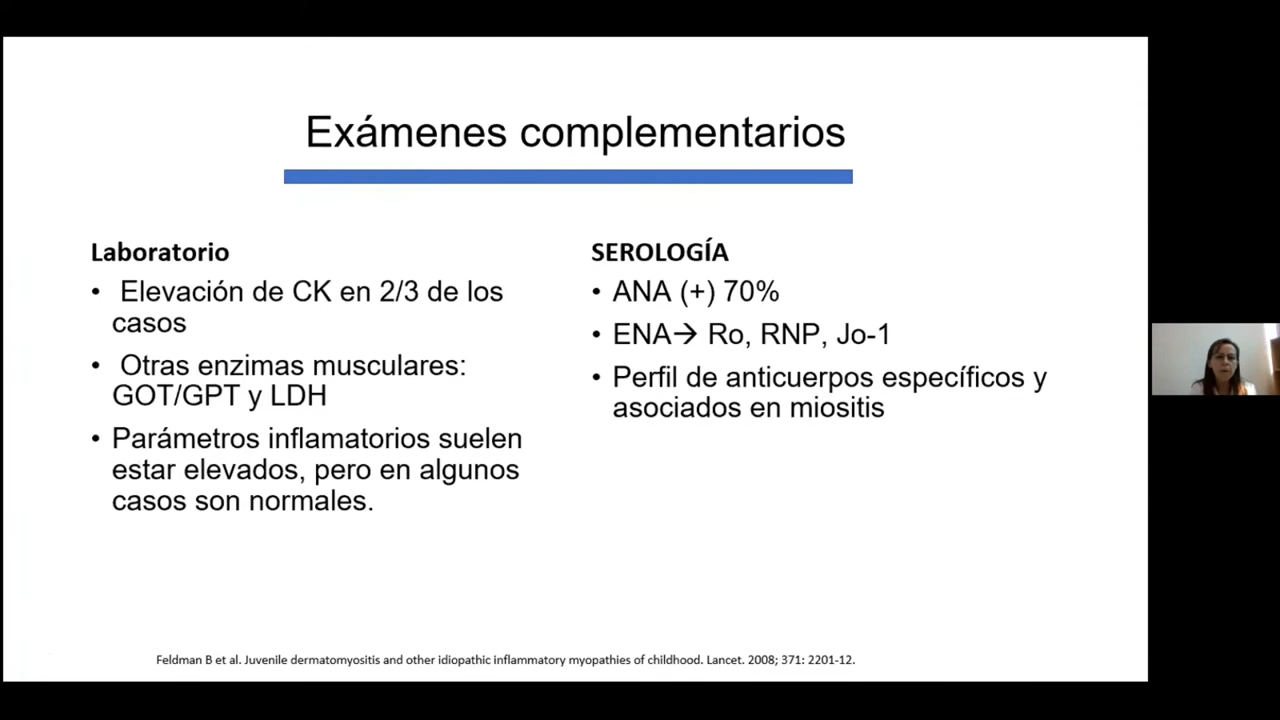 Exámenes complementarios
Laboratorio
• Elevación de CK en 2/3 de los
casos
• Otras enzimas musculares:
GOT/GPT y LDH
• Parámetros inflamatorios suelen
estar elevados, pero en algunos
casos son normales.
SEROLOGÍA
• ANA (+) 70%
• ENA→ Ro, RNP, Jo-1
• Perfil de anticuerpos específicos y
asociados en miositis
Feldman B et al. Juvenile dermatomyositis and other idiopathic inflammatory myopathies of childhood. Lancet. 2008; 371: 2201-12.